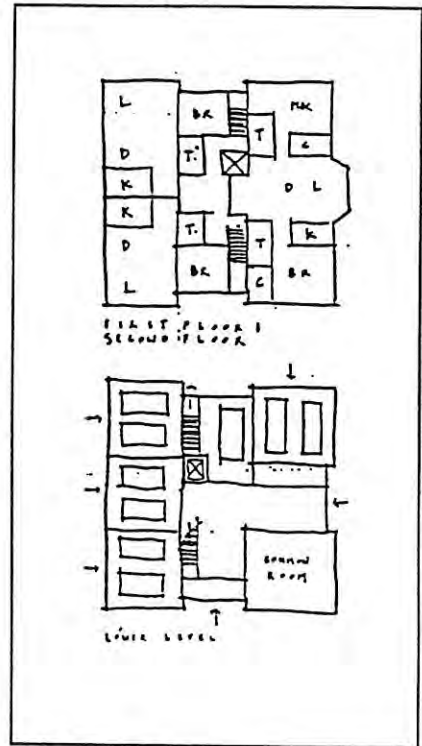 L
BR
MK
T.
T
C
D
D L
K
K
T.
T
K
D
BR
C
BR
L
FIRST FLOOR &
SECOND FLOOR
COMMON
ROOM
LOWER LEVEL